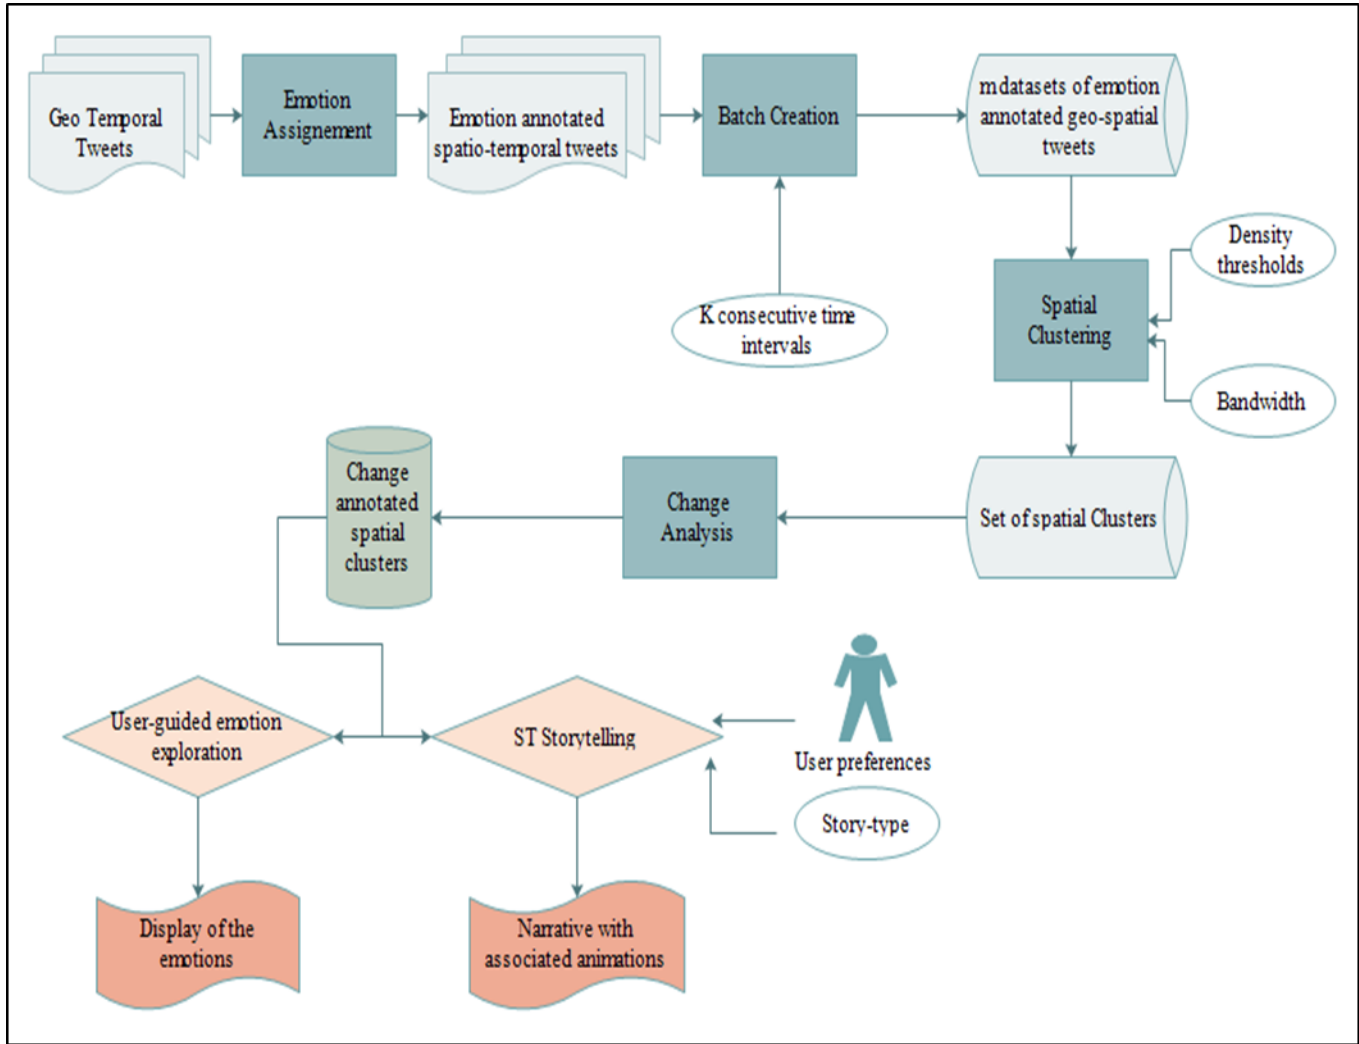 Geo Temporal
Tweets
Emotion
Assignement
Emotion annotated
spatio-temporal tweets
Batch Creation
m datasets of emotion
annotated geo-spatial
tweets
K consecutive time
intervals
Density
thresholds
Spatial
Clustering
Bandwidth
Change
annotated
spatial
clusters
Change
Analysis
Set of spatial Clusters
User-guided emotion
exploration
ST Storytelling
User preferences
Story-type
Display of the
emotions
Narrative with
associated animations